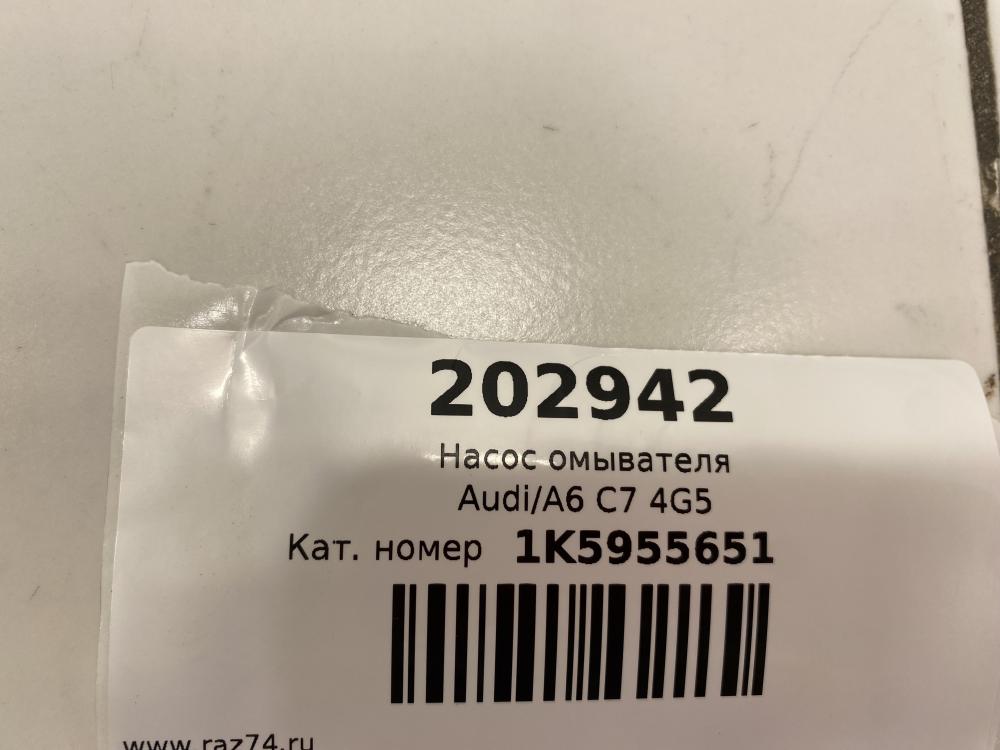 202942
Насос омывателя
Audi/A6 C7 4G5
Кат. номер 1K5955651
www.raz74.ru